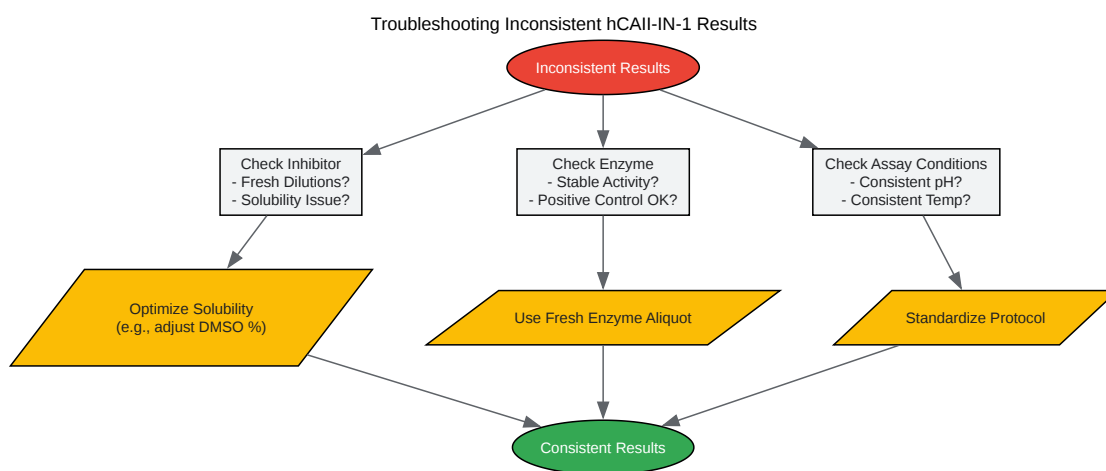 Troubleshooting Inconsistent hCAII-IN-1 Results
Inconsistent Results
Check Inhibitor
- Fresh Dilutions?
- Solubility Issue?
Check Enzyme
- Stable Activity?
- Positive Control OK?
Check Assay Conditions
- Consistent pH?
- Consistent Temp?
Optimize Solubility
(e.g., adjust DMSO %)
Use Fresh Enzyme Aliquot
Standardize Protocol
Consistent Results